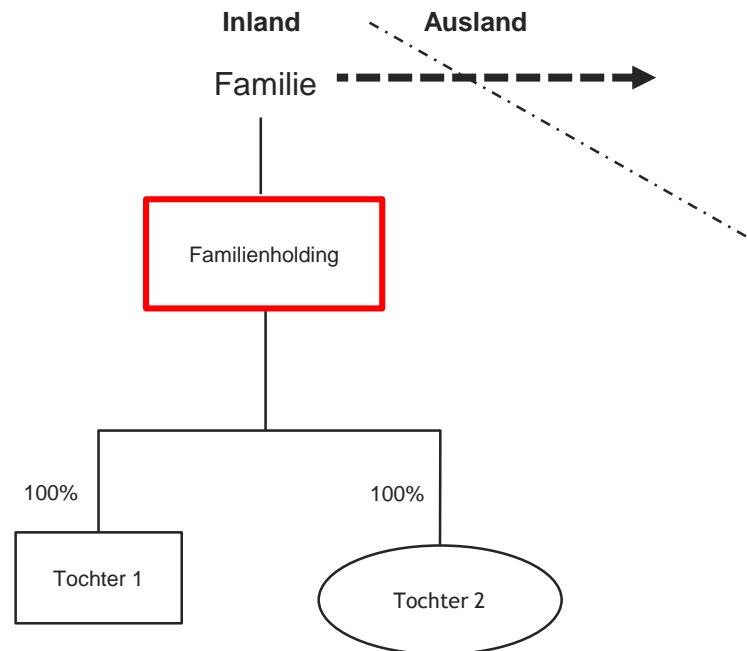 Inland Ausland
Familie
Familienholding
100% 100%
Tochter 1
Tochter 2